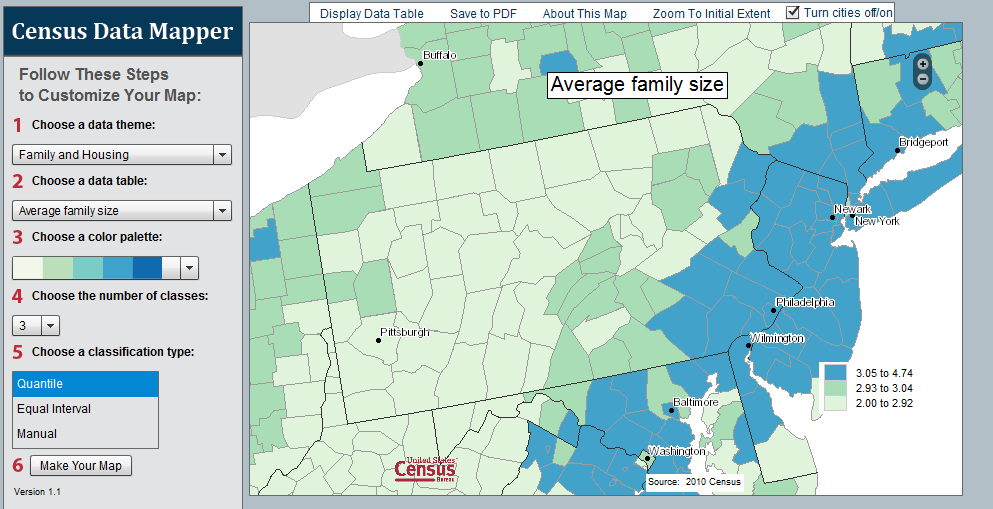 Census Data Mapper
Follow These Steps
to Customize Your Map:
1 Choose a data theme:
Family and Housing
2 Choose a data table:
Average family size
3 Choose a color palette:
4 Choose the number of classes:
3
5 Choose a classification type:
Quantile
Equal Interval
Manual
6 Make Your Map
Version 1.1
Display Data Table Save to PDF About This Map Zoom To Initial Extent Turn cities off/on
Buffalo
Average family size
Bridgeport
Newark
New York
Philadelphia
Pittsburgh
Wilmington
3.05 to 4.74
2.93 to 3.04
2.00 to 2.92
Baltimore
Washington
United States
Census
Bureau
Source: 2010 Census